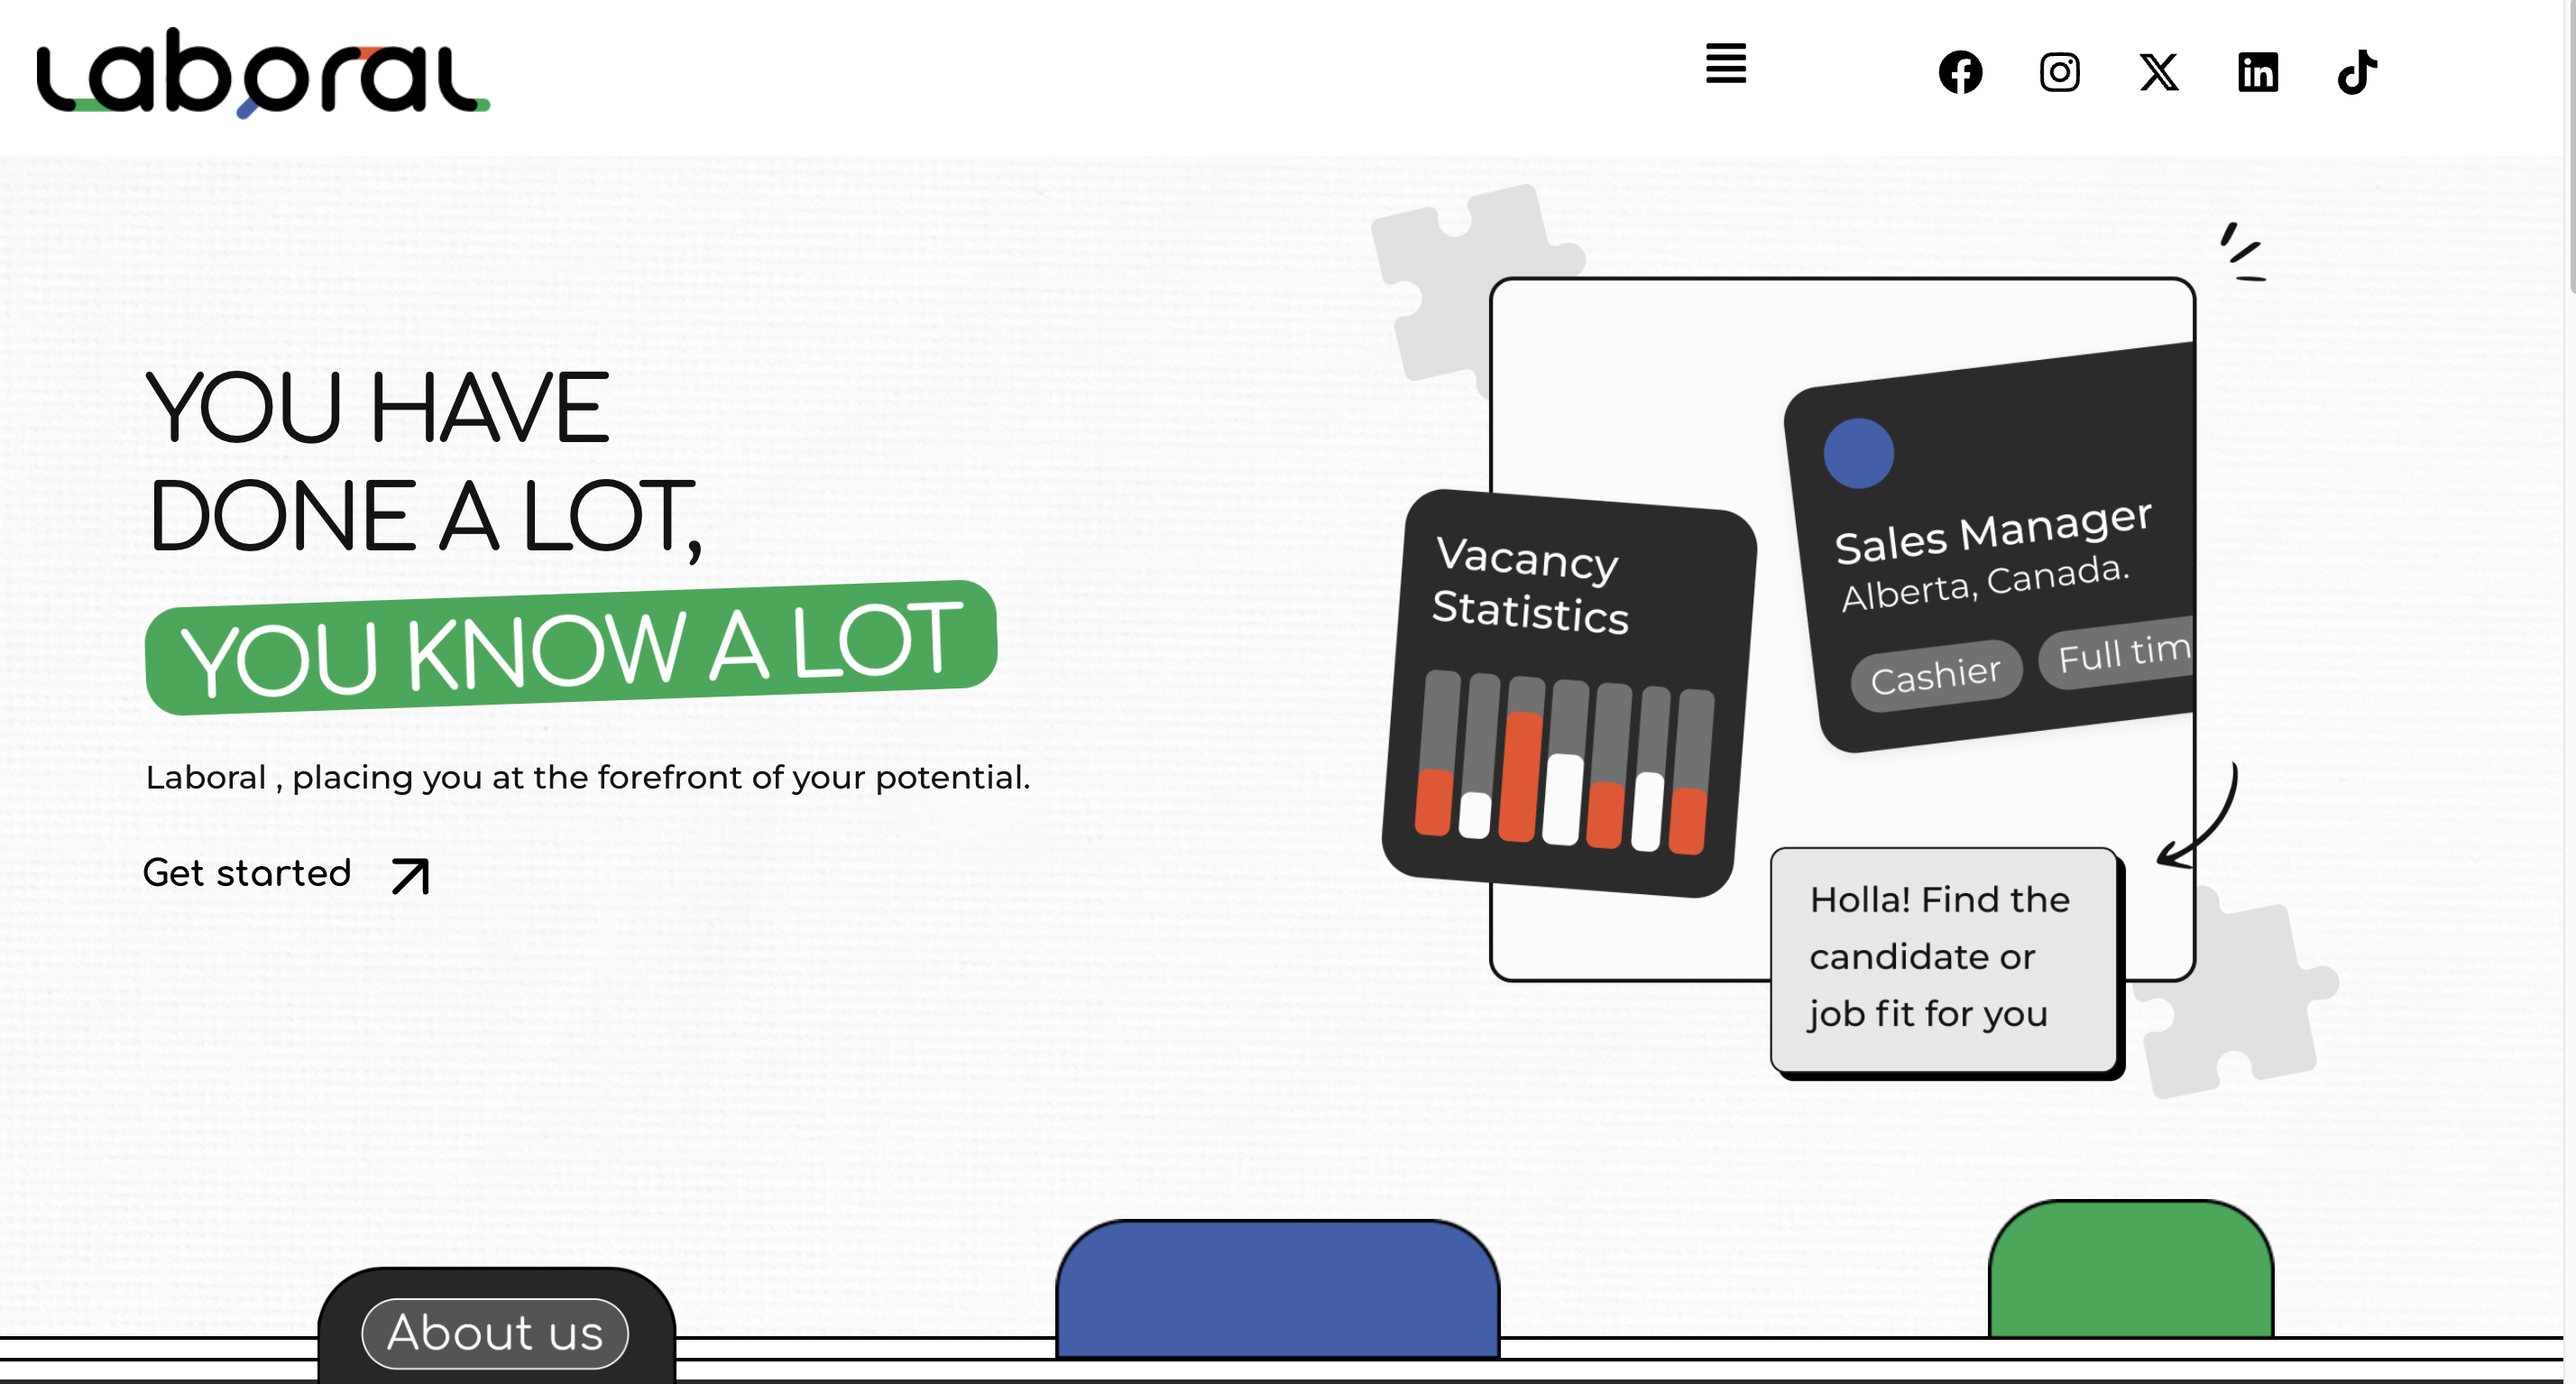 Laboral
YOU HAVE
DONE A LOT,
YOU KNOW A LOT
Laboral , placing you at the forefront of your potential.
Get started
Vacancy
Statistics
Sales Manager
Alberta, Canada.
Cashier
Full tim
Holla! Find the
candidate or
job fit for you
About us